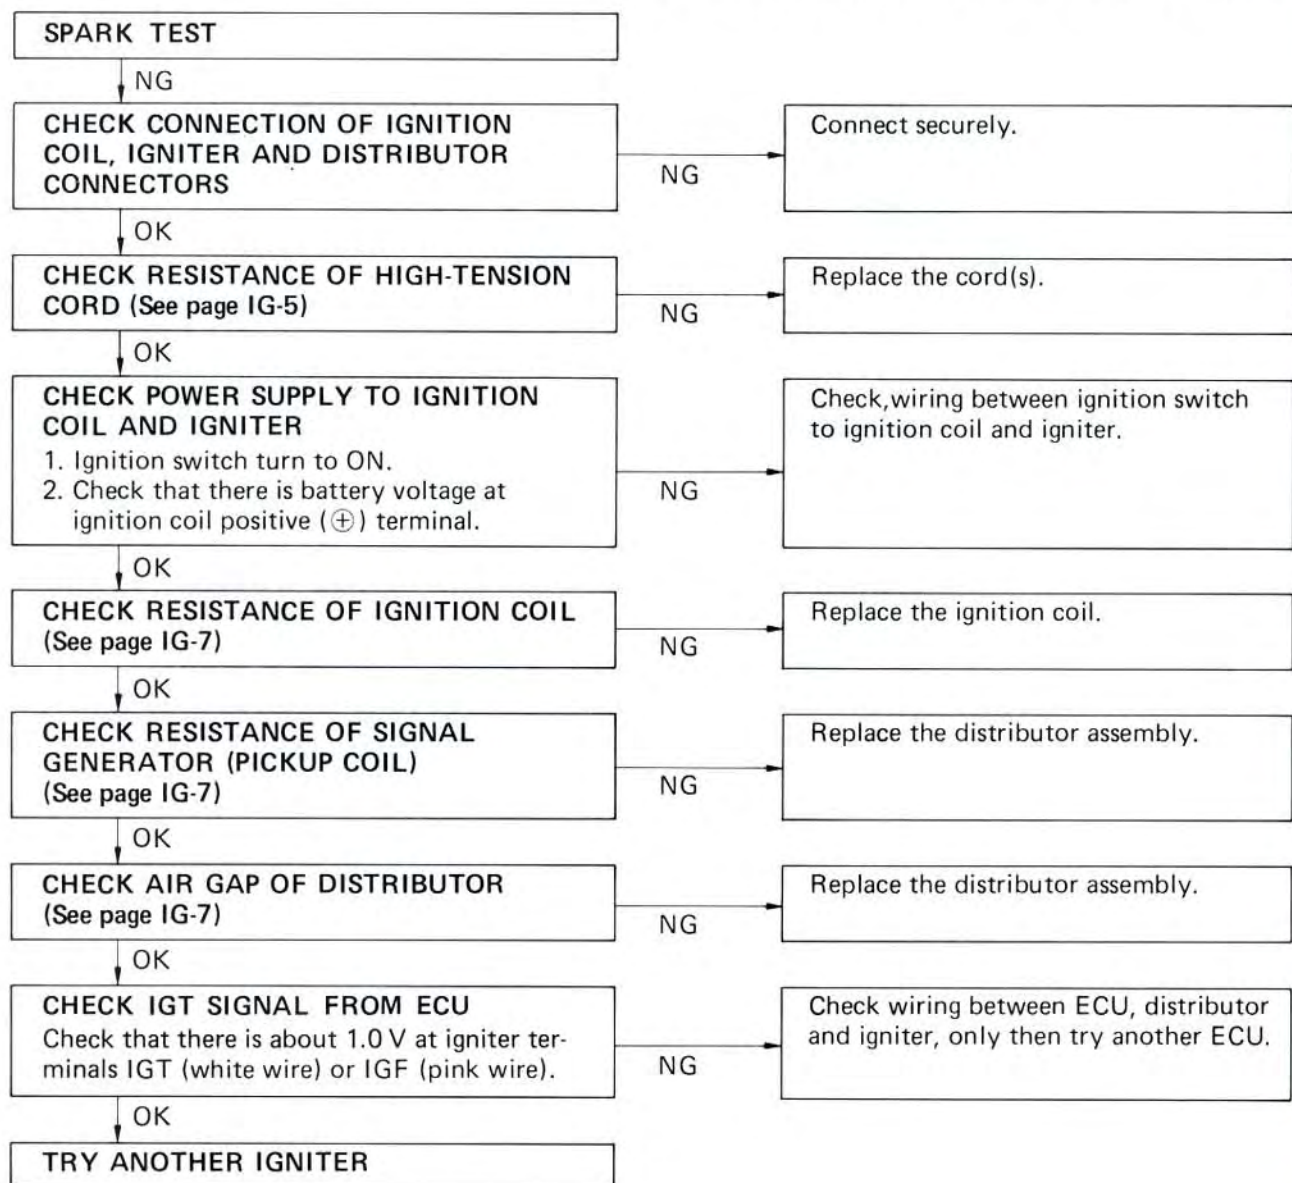 SPARK TEST
NG
CHECK CONNECTION OF IGNITION
COIL, IGNITER AND DISTRIBUTOR
CONNECTORS
NG
Connect securely.
OK
CHECK RESISTANCE OF HIGH-TENSION
CORD (See page IG-5)
NG
Replace the cord(s).
OK
CHECK POWER SUPPLY TO IGNITION
COIL AND IGNITER
1. Ignition switch turn to ON.
2. Check that there is battery voltage at
ignition coil positive (⊕) terminal.
NG
Check,wiring between ignition switch
to ignition coil and igniter.
OK
CHECK RESISTANCE OF IGNITION COIL
(See page IG-7)
NG
Replace the ignition coil.
OK
CHECK RESISTANCE OF SIGNAL
GENERATOR (PICKUP COIL)
(See page IG-7)
NG
Replace the distributor assembly.
OK
CHECK AIR GAP OF DISTRIBUTOR
(See page IG-7)
NG
Replace the distributor assembly.
OK
CHECK IGT SIGNAL FROM ECU
Check that there is about 1.0 V at igniter ter-
minals IGT (white wire) or IGF (pink wire).
NG
Check wiring between ECU, distributor
and igniter, only then try another ECU.
OK
TRY ANOTHER IGNITER